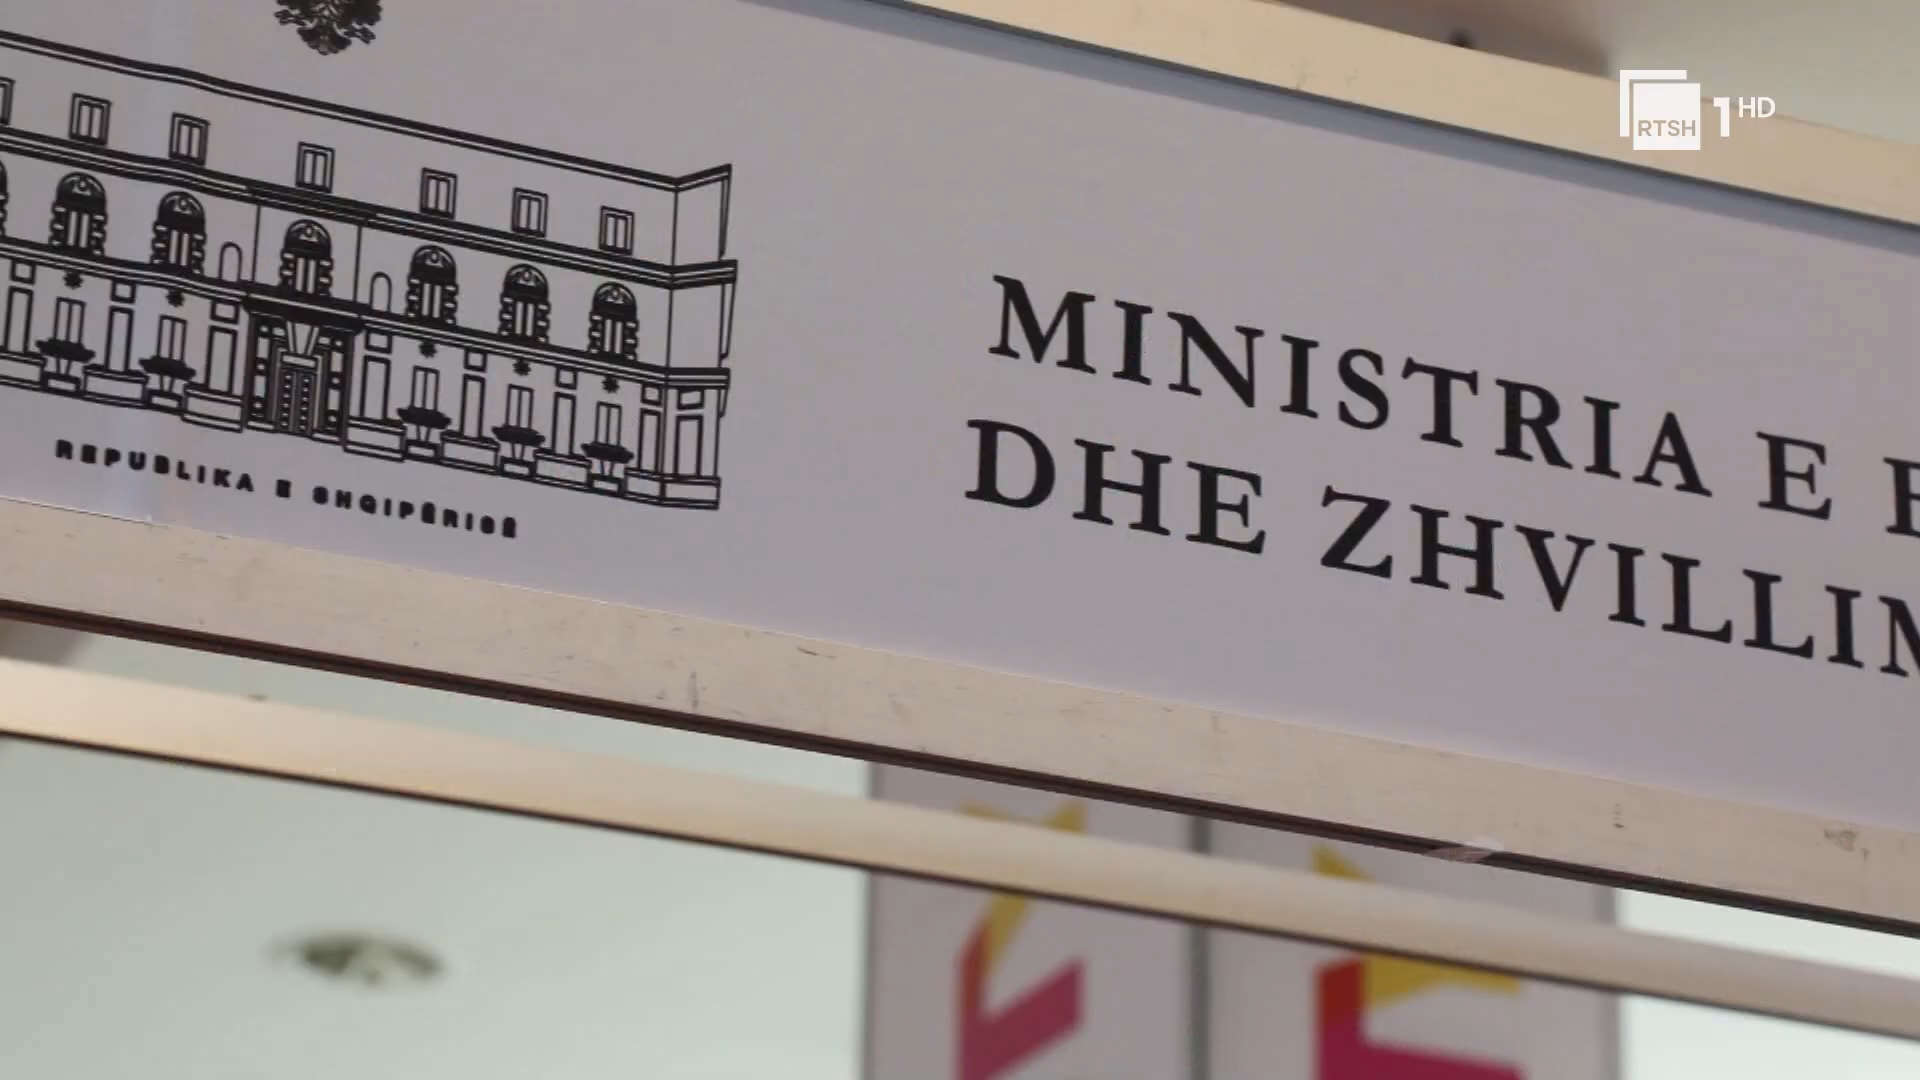 RTSH 1 HD
REPUBLIKA E SHQIPËRISË
MINISTRIA E
DHE ZHVILLIM